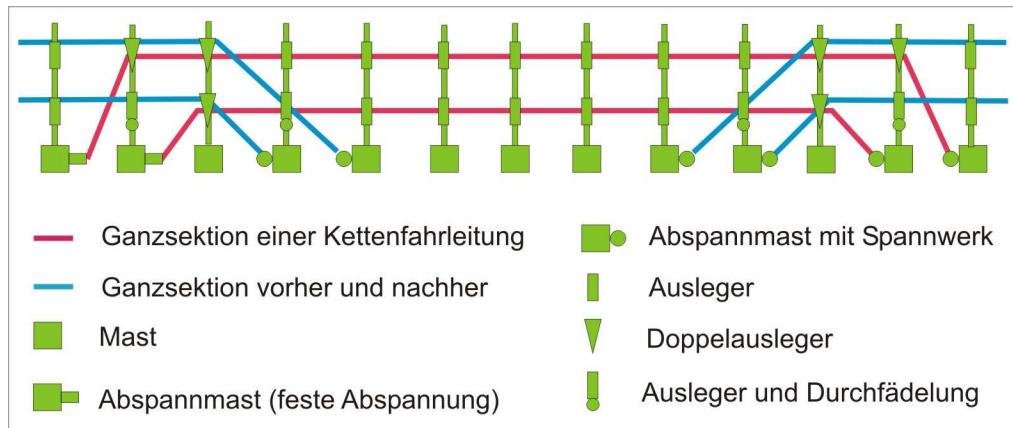 Ganzsektion einer Kettenfahrleitung
Ganzsektion vorher und nachher
Mast
Abspannmast (feste Abspannung)
Abspannmast mit Spannwerk
Ausleger
Doppelausleger
Ausleger und Durchfädelung